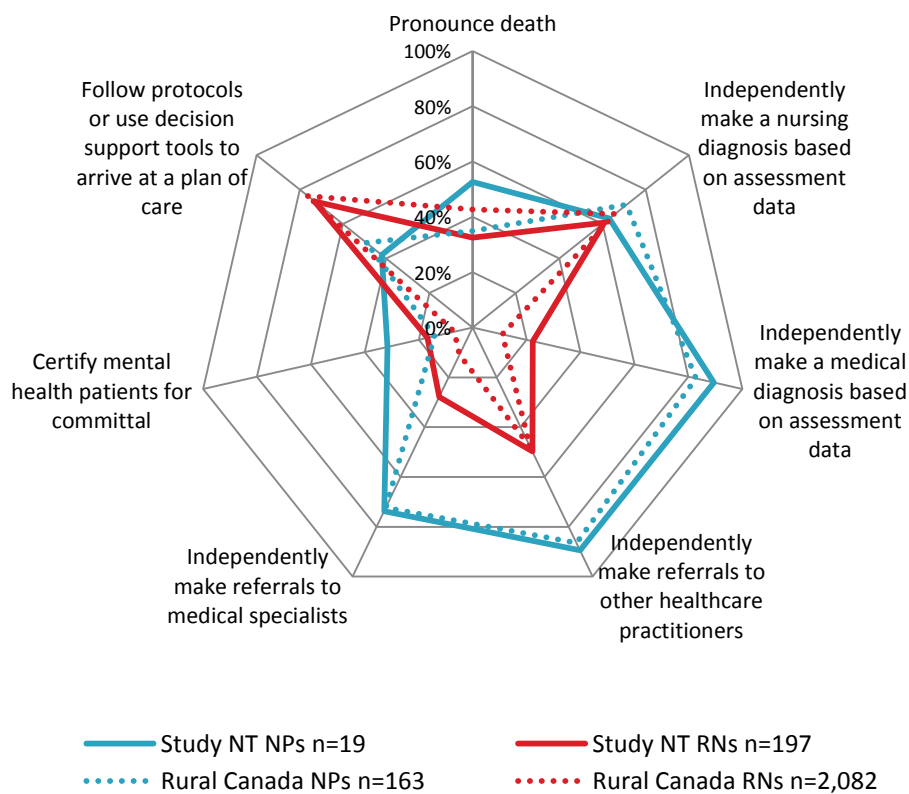 Pronounce death
100%
80%
60%
40%
20%
0%
Follow protocols
or use decision
support tools to
arrive at a plan of
care
Independently
make a nursing
diagnosis based
on assessment
data
Certify mental
health patients for
committal
Independently
make a medical
diagnosis based
on assessment
data
Independently
make referrals to
medical specialists
Independently
make referrals to
other healthcare
practitioners
Study NT NPs n=19
Study NT RNs n=197
Rural Canada NPs n=163
Rural Canada RNs n=2,082